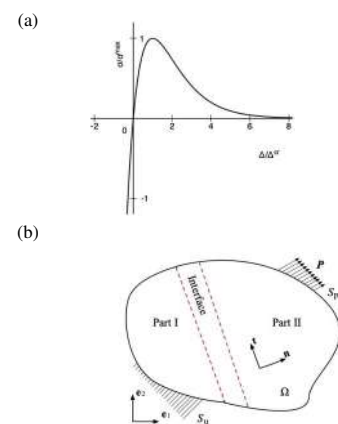 (a)
σ/σmax
1
-2
0
2
4
6
8
Δ/Δcr
-1
(b)
P
Sp
Interface
Part I
Part II
t
n
Ω
e2
e1
Su